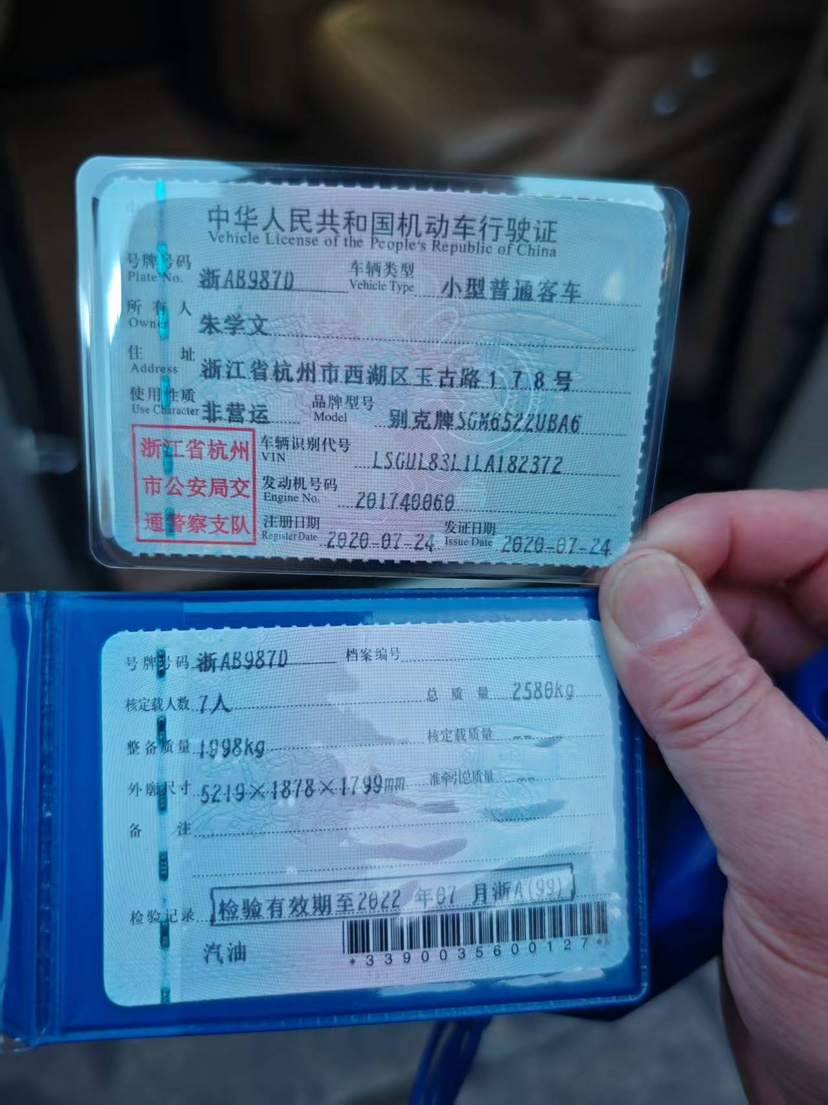 中华人民共和国机动车行驶证
Vehicle License of the People's Republic of China
号牌号码 浙AB987D 车辆类型 小型普通客车
Plate No. Vehicle Type
所有人 朱学文
Owner
住址 浙江省杭州市西湖区玉古路178号
Address
使用性质 非营运 品牌型号 别克牌SGM6522UBA6
Use Character Model
浙江省杭州
市公安局交
通警察支队
车辆识别代号 LSGUL83L1LA182372
VIN
发动机号码 201740060
Engine No.
注册日期 2020-07-24 发证日期 2020-07-24
Register Date Issue Date
号牌号码 浙AB987D 档案编号
核定载人数 7人 总质量 2580kg
整备质量 1998kg 核定载质量 --
外廓尺寸 5219×1878×1799mm 准牵引总质量 --
备注
检验记录 检验有效期至2022年07月浙A(99)
汽油
*3390035600127*